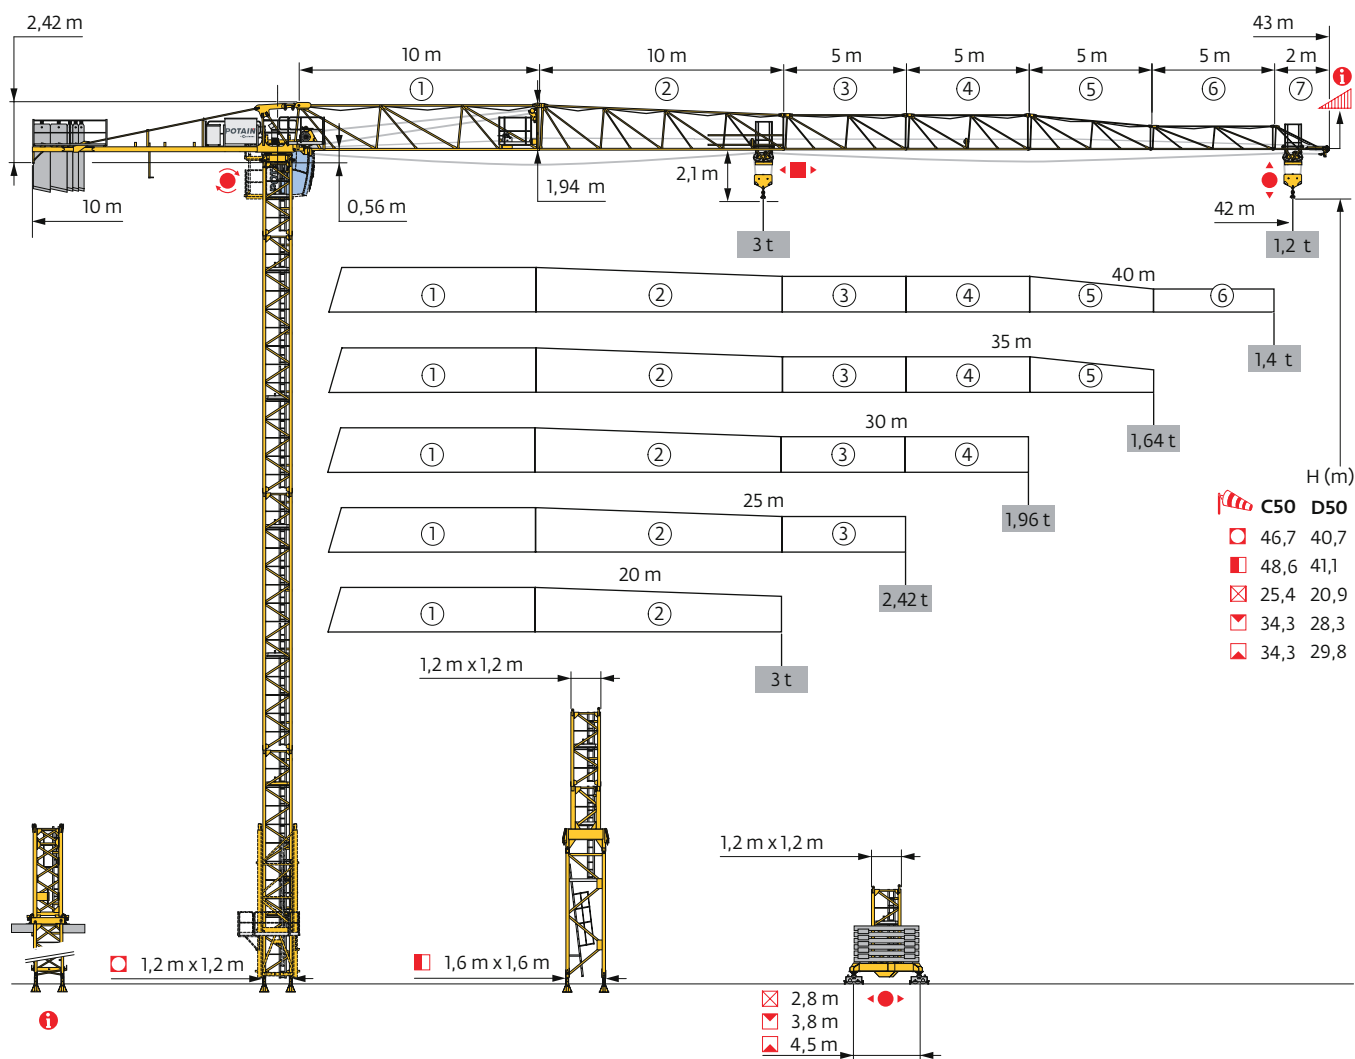 2,42 m
43 m
10 m
10 m
5 m
5 m
5 m
5 m
2 m
①
②
③
④
⑤
⑥
⑦
i
POTAIN
10 m
0,56 m
1,94 m
2,1 m
42 m
3 t
1,2 t
40 m
①
②
③
④
⑤
⑥
1,4 t
35 m
①
②
③
④
⑤
1,64 t
30 m
①
②
③
④
1,96 t
25 m
①
②
③
2,42 t
20 m
①
②
3 t
H (m)
C50 D50
46,7 40,7
48,6 41,1
25,4 20,9
34,3 28,3
34,3 29,8
1,2 m x 1,2 m
1,2 m x 1,2 m
1,2 m x 1,2 m
1,6 m x 1,6 m
2,8 m
3,8 m
4,5 m
i